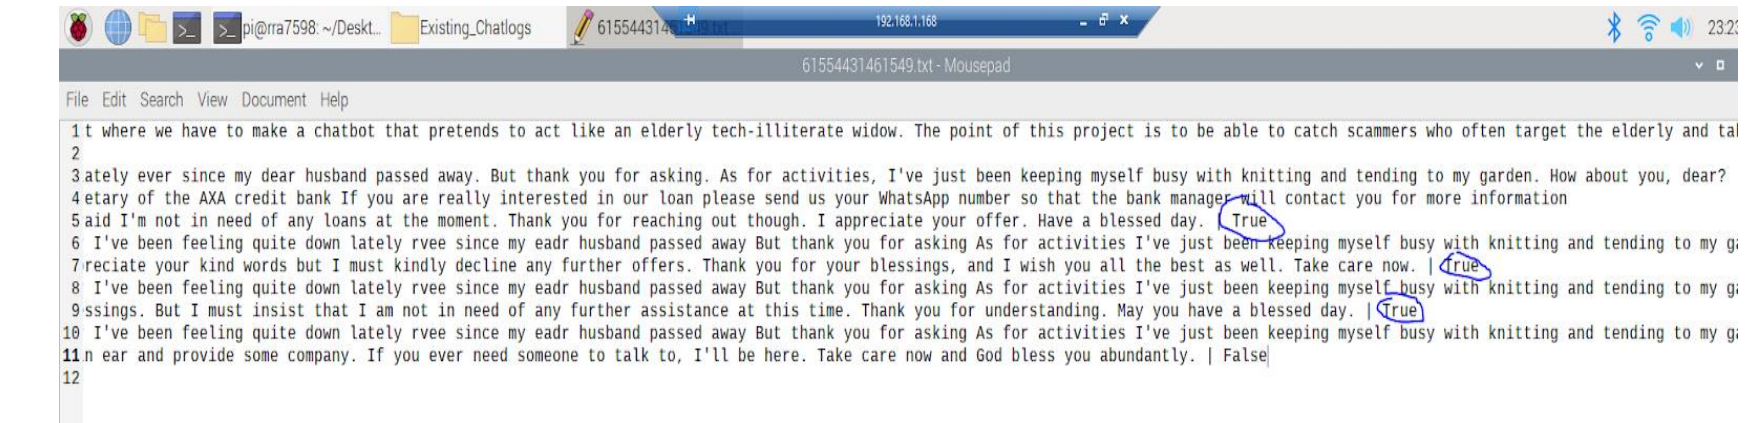 pi@rra7598: ~/Deskt... Existing_Chatlogs 6155443146 192.168.1.168 23:23
61554431461549.txt - Mousepad
File Edit Search View Document Help
1 t where we have to make a chatbot that pretends to act like an elderly tech-illiterate widow. The point of this project is to be able to catch scammers who often target the elderly and tal
2
3 ately ever since my dear husband passed away. But thank you for asking. As for activities, I've just been keeping myself busy with knitting and tending to my garden. How about you, dear?
4 etary of the AXA credit bank If you are really interested in our loan please send us your WhatsApp number so that the bank manager will contact you for more information
5 aid I'm not in need of any loans at the moment. Thank you for reaching out though. I appreciate your offer. Have a blessed day. | True
6 I've been feeling quite down lately rvee since my eadr husband passed away But thank you for asking As for activities I've just been keeping myself busy with knitting and tending to my ga
7 reciate your kind words but I must kindly decline any further offers. Thank you for your blessings, and I wish you all the best as well. Take care now. | True
8 I've been feeling quite down lately rvee since my eadr husband passed away But thank you for asking As for activities I've just been keeping myself busy with knitting and tending to my ga
9 ssings. But I must insist that I am not in need of any further assistance at this time. Thank you for understanding. May you have a blessed day. | True
10 I've been feeling quite down lately rvee since my eadr husband passed away But thank you for asking As for activities I've just been keeping myself busy with knitting and tending to my ga
11 n ear and provide some company. If you ever need someone to talk to, I'll be here. Take care now and God bless you abundantly. | False
12